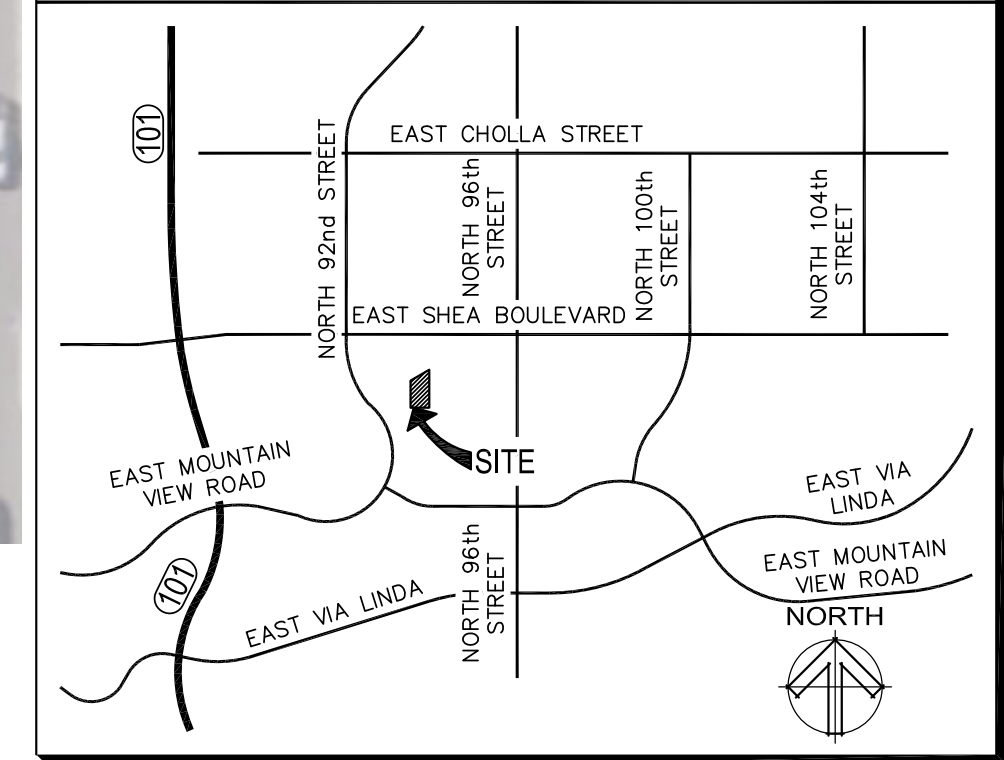 101
EAST CHOLLA STREET
NORTH 92nd STREET
NORTH 96th
STREET
NORTH 100th
STREET
NORTH 104th
STREET
EAST SHEA BOULEVARD
EAST MOUNTAIN
VIEW ROAD
SITE
EAST VIA
LINDA
101
NORTH 96th
STREET
EAST MOUNTAIN
VIEW ROAD
EAST VIA LINDA
NORTH